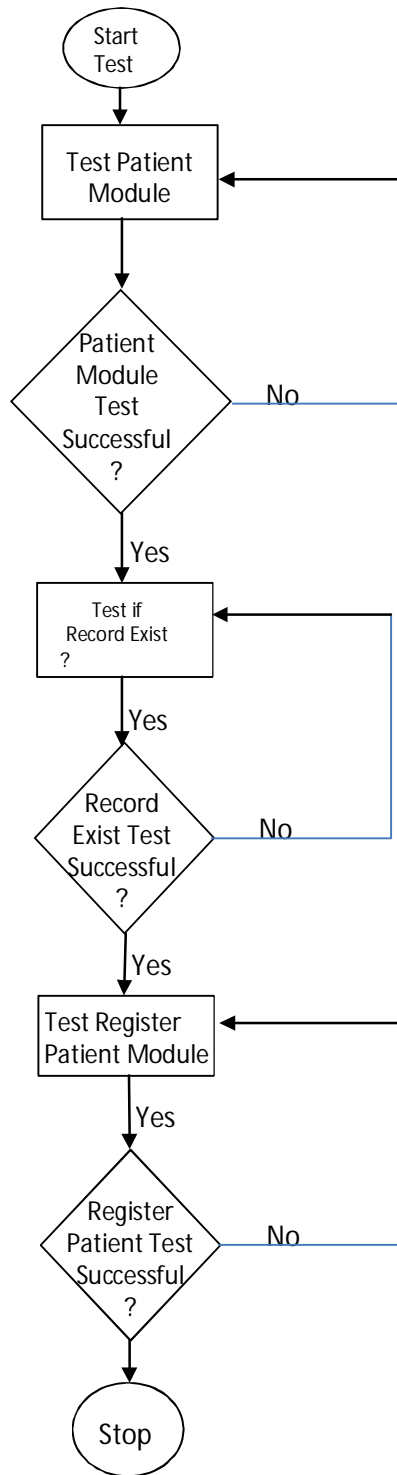 Start
Test
Test Patient
Module
Patient
Module
Test
Successful
?
No
Yes
Test if
Record Exist
?
Yes
Record
Exist Test
Successful
?
No
Yes
Test Register
Patient Module
Yes
Register
Patient Test
Successful
?
No
Stop